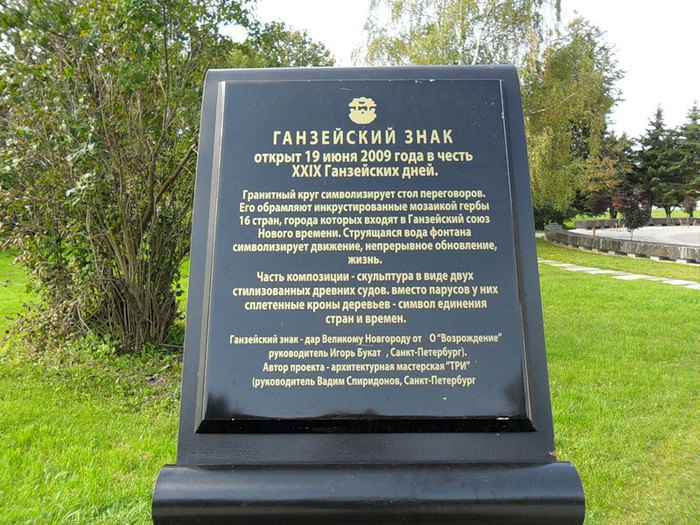 ГАНЗЕЙСКИЙ ЗНАК
открыт 19 июня 2009 года в честь
XXIX Ганзейских дней.
Гранитный круг символизирует стол переговоров.
Его обрамляют инкрустированные мозаикой гербы
16 стран, города которых входят в Ганзейский союз
Нового времени. Струящаяся вода фонтана
символизирует движение, непрерывное обновление,
жизнь.
Часть композиции - скульптура в виде двух
стилизованных древних судов. вместо парусов у них
сплетенные кроны деревьев - символ единения
стран и времен.
Ганзейский знак - дар Великому Новгороду от О "Возрождение"
руководитель Игорь Букат , Санкт-Петербург).
Автор проекта - архитектурная мастерская "ТРИ"
(руководитель Вадим Спиридонов, Санкт-Петербург